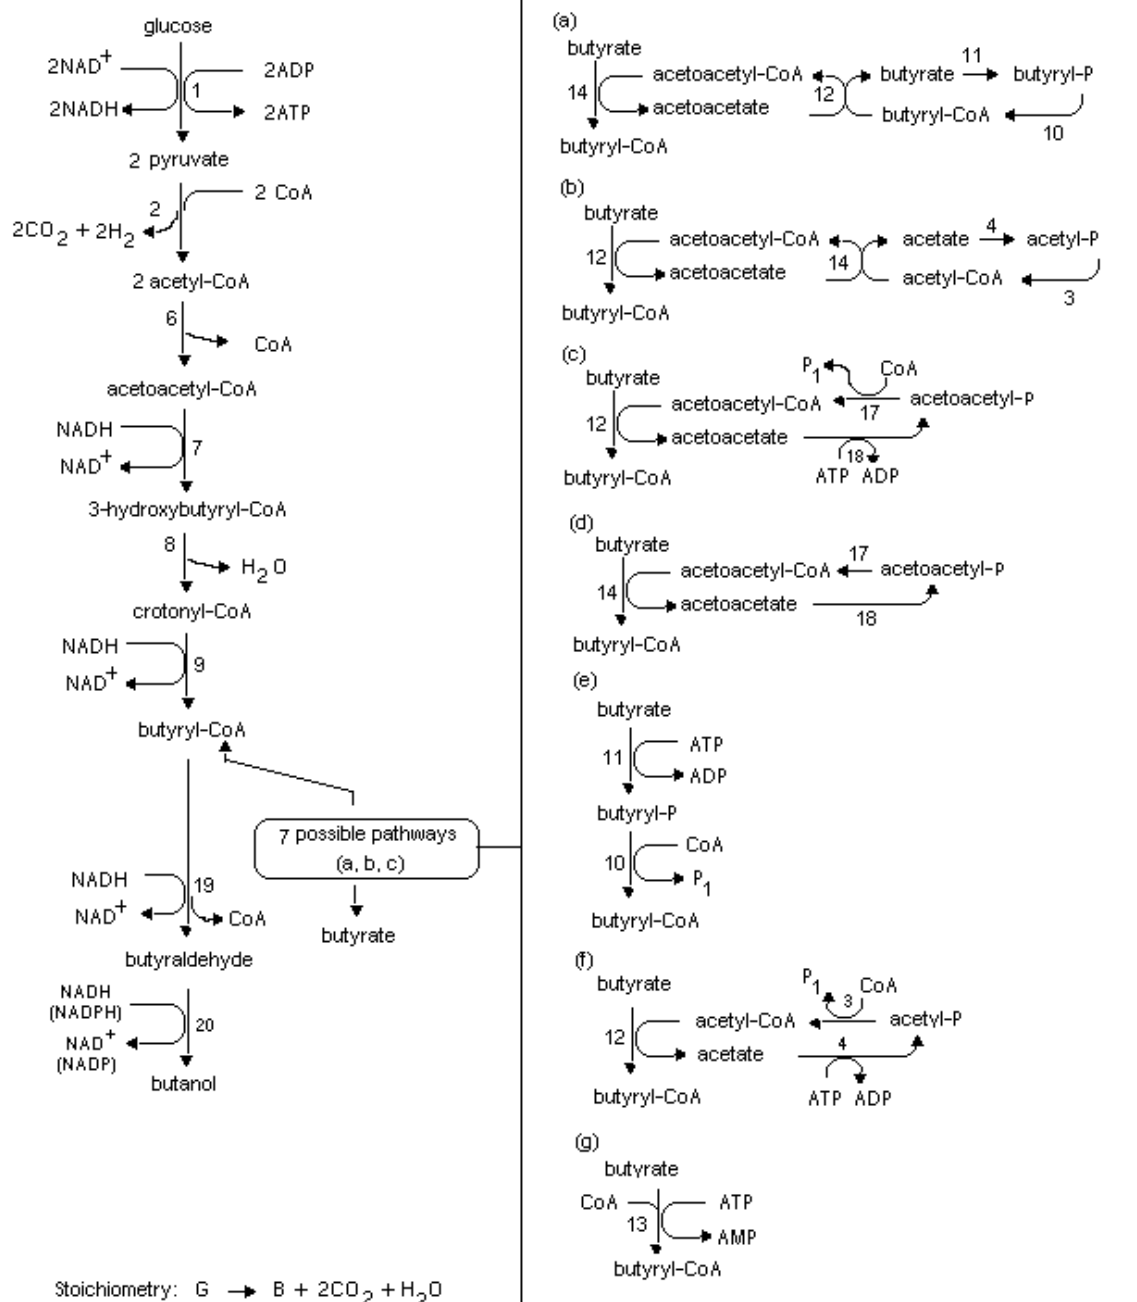 glucose
2NAD+ 2ADP
1
2NADH 2ATP
2 pyruvate
2 2 CoA
2CO2 + 2H2
2 acetyl-CoA
6
CoA
acetoacetyl-CoA
NADH
7
NAD+
3-hydroxybutyryl-CoA
8
H2O
crotonyl-CoA
NADH
9
NAD+
butyryl-CoA
7 possible pathways
(a, b, c)
butyrate
NADH
19
NAD+ CoA
butyraldehyde
NADH
(NADPH)
20
NAD+
(NADP)
butanol
Stoichiometry: G → B + 2CO2 + H2O
(a)
butyrate
11
acetoacetyl-CoA butyrate butyryl-P
14 12
acetoacetate butyryl-CoA
10
butyryl-CoA
(b)
butyrate
4
acetoacetyl-CoA acetate acetyl-P
12 14
acetoacetate acetyl-CoA
3
butyryl-CoA
(c)
P1 CoA
butyrate
acetoacetyl-CoA acetoacetyl-P
17
12
acetoacetate
18
ATP ADP
butyryl-CoA
(d)
butyrate
17
acetoacetyl-CoA acetoacetyl-P
14
acetoacetate
18
butyryl-CoA
(e)
butyrate
ATP
11
ADP
butyryl-P
CoA
10
P1
butyryl-CoA
(f)
P1 3 CoA
butyrate
acetyl-CoA acetyl-P
12
4
acetate
ATP ADP
butyryl-CoA
(g)
butyrate
CoA ATP
13
AMP
butyryl-CoA